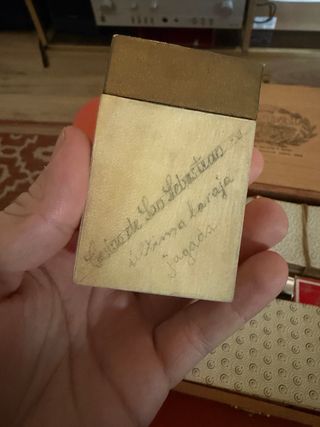 Casino de San Sebastian
ultima baraja
jugada